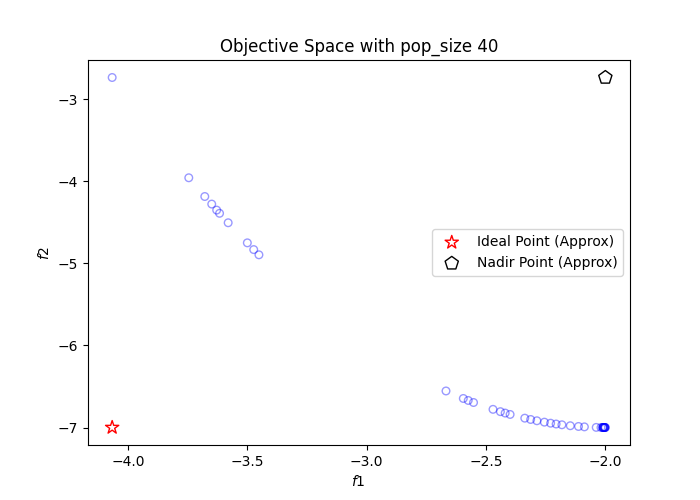 Objective Space with pop_size 40
−3
−4
−5
−6
−7
f2
Ideal Point (Approx)
Nadir Point (Approx)
−4.0 −3.5 −3.0 −2.5 −2.0
f1